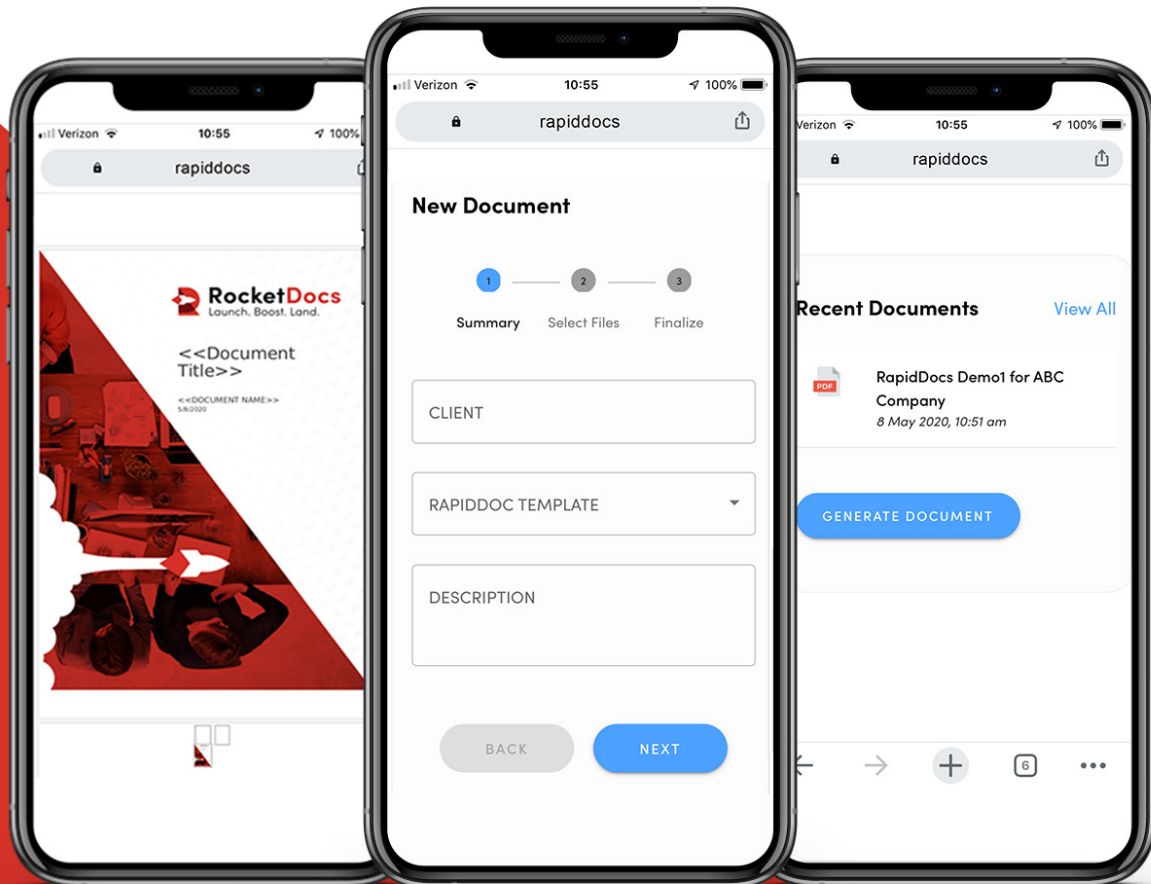 Verizon 10:55 100%
rapiddocs
RocketDocs
Launch. Boost. Land.
<<Document
Title>>
<<DOCUMENT NAME>>
5/8/2020
Verizon 10:55 100%
rapiddocs
New Document
1 2 3
Summary Select Files Finalize
CLIENT
RAPIDDOC TEMPLATE
DESCRIPTION
BACK NEXT
Verizon 10:55 100%
rapiddocs
Recent Documents View All
PDF
RapidDocs Demo1 for ABC
Company
8 May 2020, 10:51 am
GENERATE DOCUMENT
6